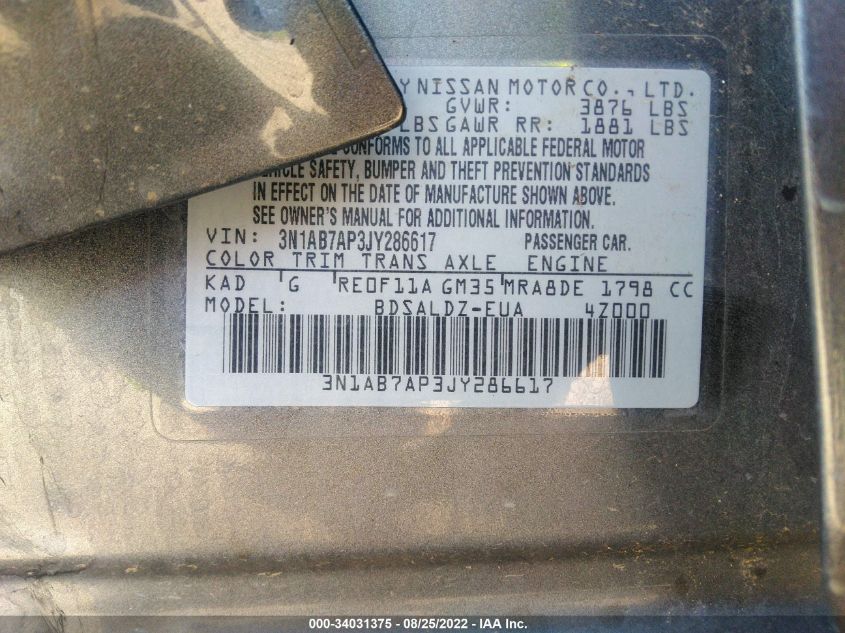 Y NISSAN MOTOR CO., LTD.
GVWR: 3876 LBS
LBS GAWR RR: 1881 LBS
CONFORMS TO ALL APPLICABLE FEDERAL MOTOR
VEHICLE SAFETY, BUMPER AND THEFT PREVENTION STANDARDS
IN EFFECT ON THE DATE OF MANUFACTURE SHOWN ABOVE.
SEE OWNER'S MANUAL FOR ADDITIONAL INFORMATION.
VIN: 3N1AB7AP3JY286617 PASSENGER CAR.
COLOR TRIM TRANS AXLE ENGINE
KAD G RE0F11A GM35 MRA8DE 1798 CC
MODEL: BDSALDZ-EUA 4Z000
3N1AB7AP3JY286617
000-34031375 - 08/25/2022 - IAA Inc.